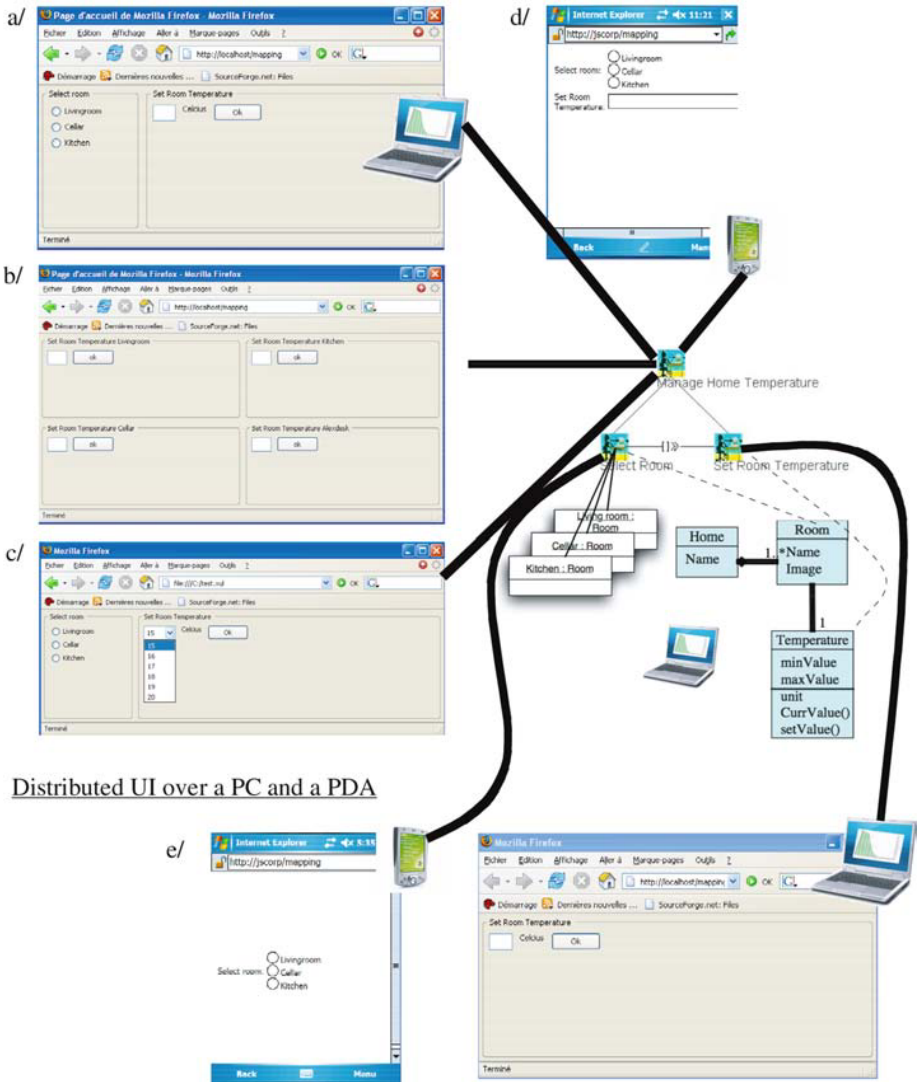 a/
Page d'accueil de Mozilla Firefox - Mozilla Firefox
Fichier Edition Affichage Aller à Marque-pages Outils ?
http://localhost/mapping OK
Démarrage Dernières nouvelles ... SourceForge.net: Files
Select room
Livingroom
Cellar
Kitchen
Set Room Temperature
Celcius Ok
Terminé
d/
Internet Explorer 11:21
http://jscorp/mapping
Select room:
Livingroom
Cellar
Kitchen
Set Room
Temperature:
Back
b/
Page d'accueil de Mozilla Firefox - Mozilla Firefox
Fichier Edition Affichage Aller à Marque-pages Outils ?
http://localhost/mapping OK
Démarrage Dernières nouvelles ... SourceForge.net: Files
Set Room Temperature Livingroom
ok
Set Room Temperature Kitchen
ok
Set Room Temperature Cellar
ok
Set Room Temperature
ok
Terminé
c/
Mozilla Firefox
Fichier Edition Affichage Aller à Marque-pages Outils ?
file:///C:/test.xul OK
Démarrage Dernières nouvelles ... SourceForge.net: Files
Select room
Livingroom
Cellar
Kitchen
Set Room Temperature
15 Celcius Ok
15
16
17
18
19
20
Terminé
Manage Home Temperature
Select Room
Set Room Temperature
Living room :
Room
Cellar : Room
Kitchen : Room
Home
Name
1 *
Room
Name
Image
1
Temperature
minValue
maxValue
unit
CurrValue()
setValue()
Distributed UI over a PC and a PDA
e/
Internet Explorer
http://jscorp/mapping
Select room:
Livingroom
Cellar
Kitchen
Back Menu
Mozilla Firefox
Fichier Edition Affichage Aller à Marque-pages Outils ?
http://localhost/mapping OK
Démarrage Dernières nouvelles ... SourceForge.net: Files
Set Room Temperature
Celcius Ok
Terminé